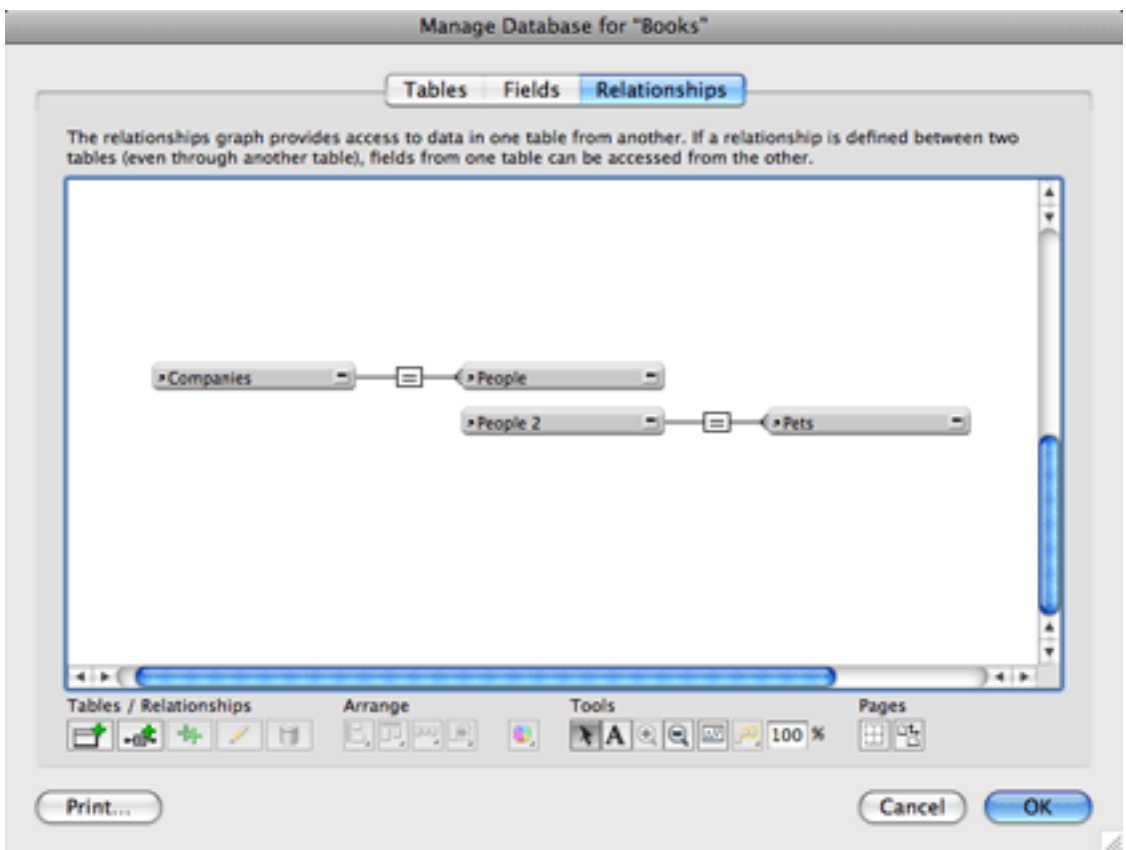 Manage Database for "Books"
Tables Fields Relationships
The relationships graph provides access to data in one table from another. If a relationship is defined between two
tables (even through another table), fields from one table can be accessed from the other.
Companies = People
People 2 = Pets
Tables / Relationships Arrange Tools Pages
A 100 %
Print... Cancel OK